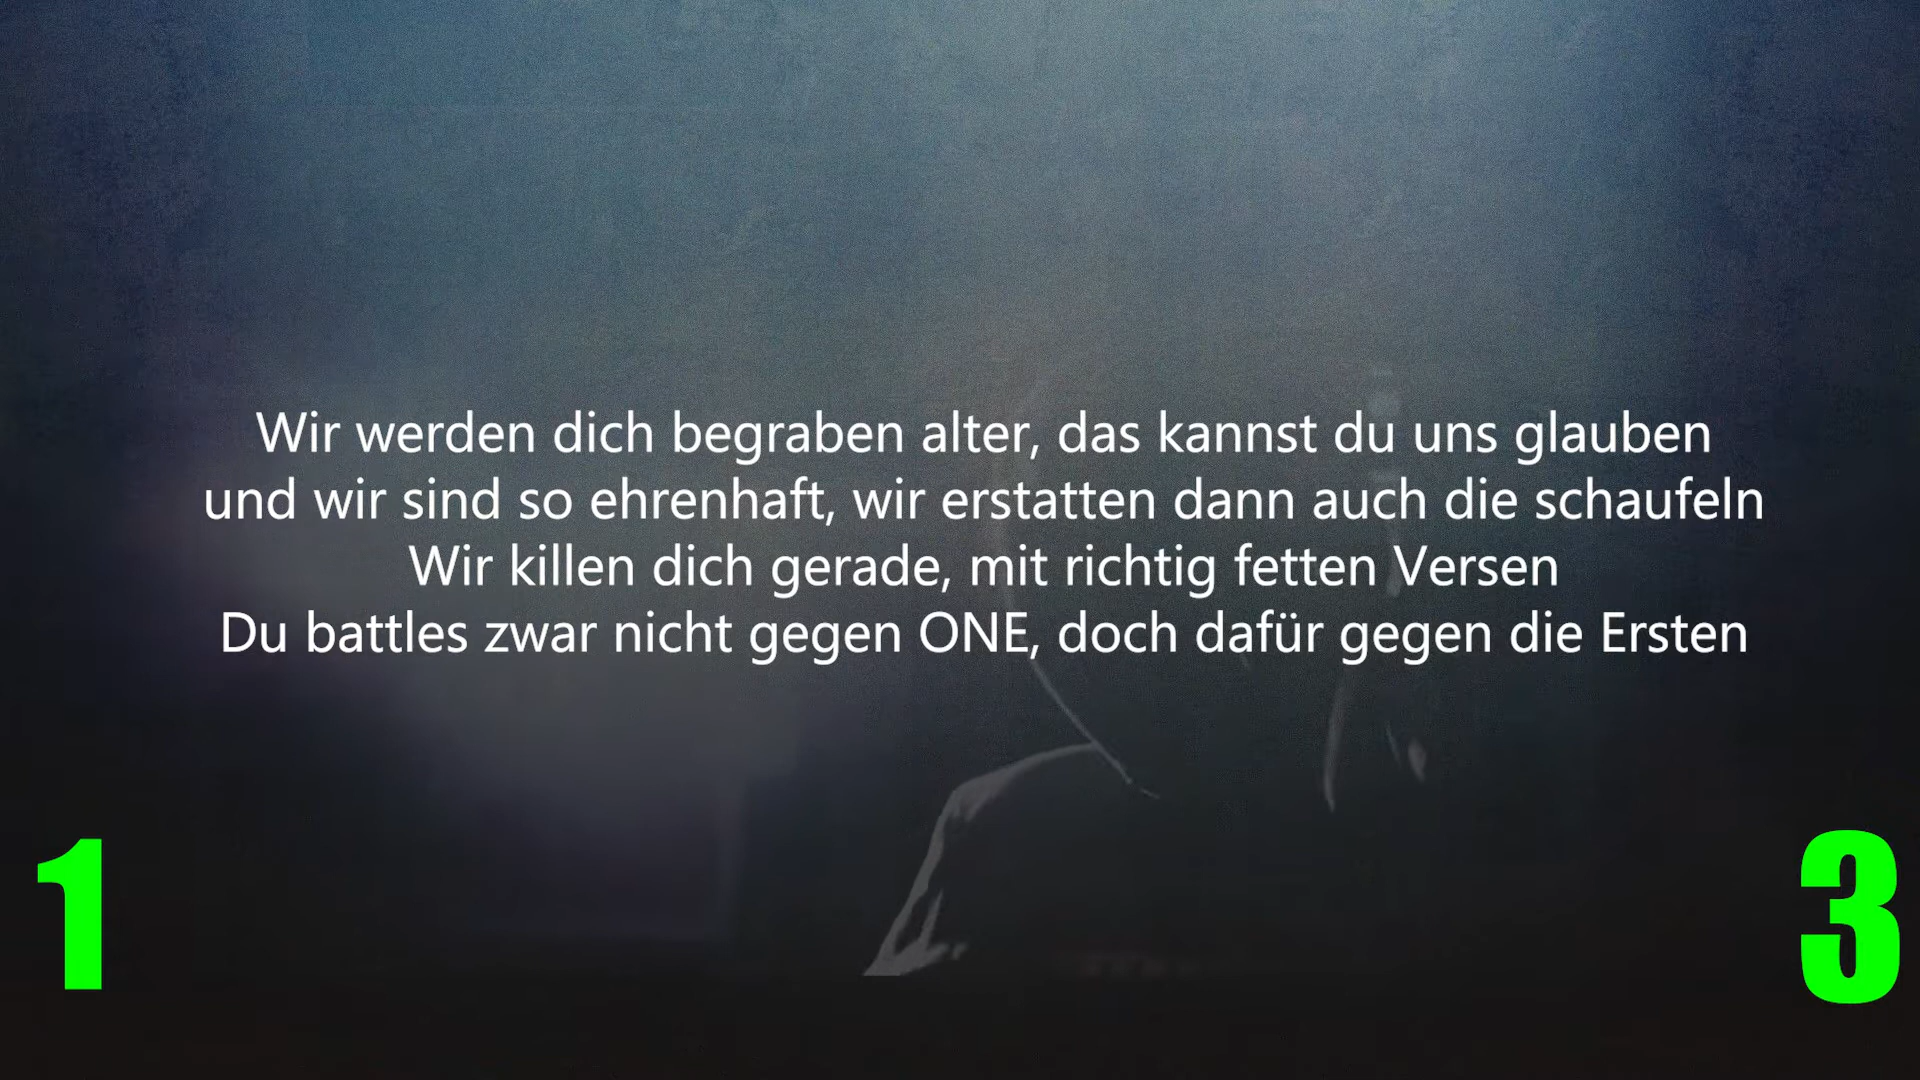 Wir werden dich begraben alter, das kannst du uns glauben
und wir sind so ehrenhaft, wir erstatten dann auch die schaufeln
Wir killen dich gerade, mit richtig fetten Versen
Du battles zwar nicht gegen ONE, doch dafür gegen die Ersten
1
3